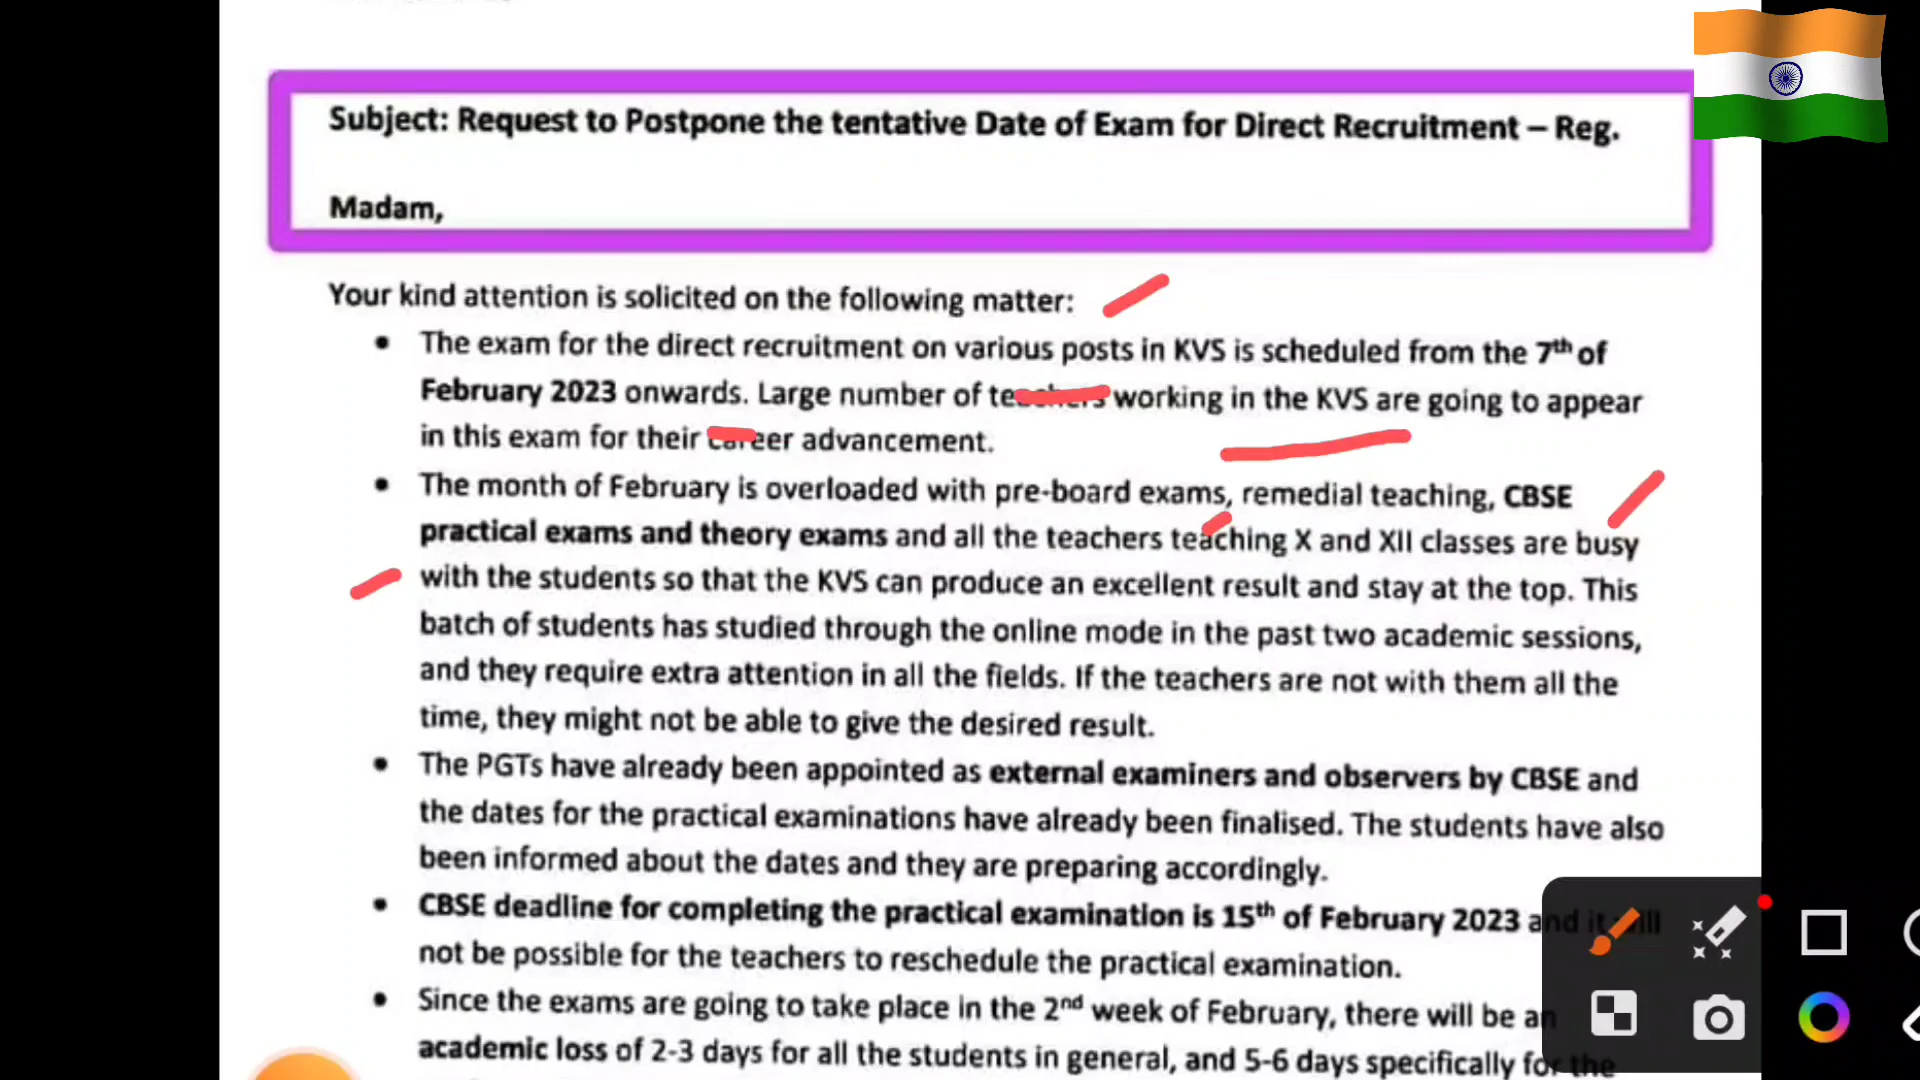 Subject: Request to Postpone the tentative Date of Exam for Direct Recruitment – Reg.
Madam,
Your kind attention is solicited on the following matter:
• The exam for the direct recruitment on various posts in KVS is scheduled from the 7th of
February 2023 onwards. Large number of teachers working in the KVS are going to appear
in this exam for their career advancement.
• The month of February is overloaded with pre-board exams, remedial teaching, CBSE
practical exams and theory exams and all the teachers teaching X and XII classes are busy
with the students so that the KVS can produce an excellent result and stay at the top. This
batch of students has studied through the online mode in the past two academic sessions,
and they require extra attention in all the fields. If the teachers are not with them all the
time, they might not be able to give the desired result.
• The PGTs have already been appointed as external examiners and observers by CBSE and
the dates for the practical examinations have already been finalised. The students have also
been informed about the dates and they are preparing accordingly.
• CBSE deadline for completing the practical examination is 15th of February 2023 and it will
not be possible for the teachers to reschedule the practical examination.
• Since the exams are going to take place in the 2nd week of February, there will be an
academic loss of 2-3 days for all the students in general, and 5-6 days specifically for the